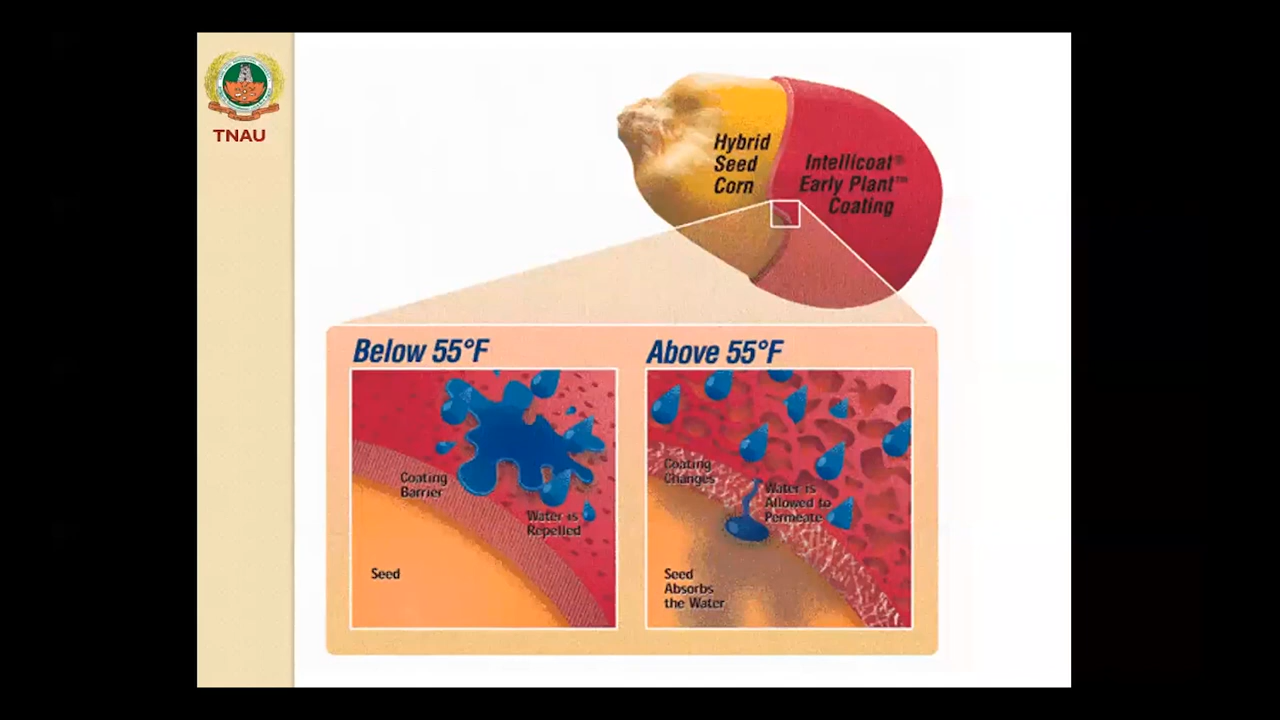 TNAU
Hybrid
Seed
Corn
Intellicoat®
Early Plant™
Coating
Below 55°F
Coating
Barrier
Water is
Repelled
Seed
Above 55°F
Coating
Changes
Water is
Allowed to
Permeate
Seed
Absorbs
the Water